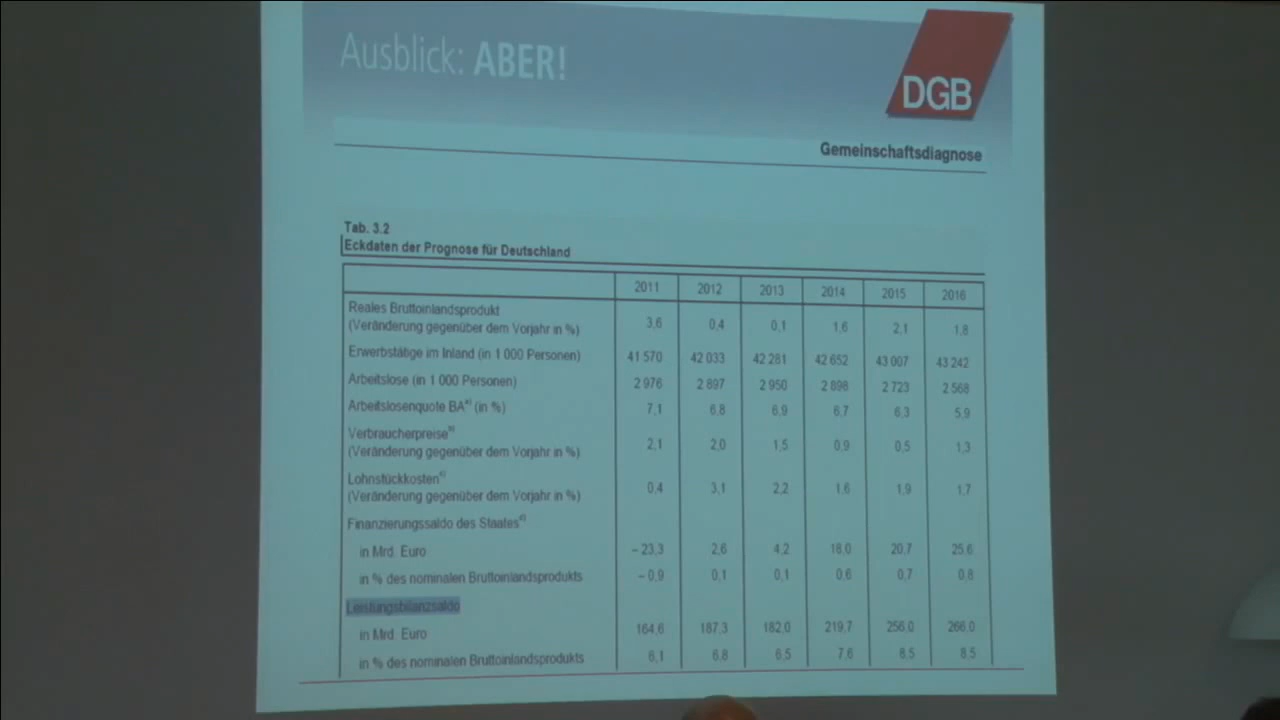 Ausblick: ABER!
DGB
Gemeinschaftsdiagnose
Tab. 3.2
Eckdaten der Prognose für Deutschland
2011 2012 2013 2014 2015 2016
Reales Bruttoinlandsprodukt
(Veränderung gegenüber dem Vorjahr in %) 3,6 0,4 0,1 1,6 2,1 1,8
Erwerbstätige im Inland (in 1 000 Personen) 41 570 42 033 42 281 42 652 43 007 43 242
Arbeitslose (in 1 000 Personen) 2 976 2 897 2 950 2 898 2 723 2 568
Arbeitslosenquote BA (in %) 7,1 6,8 6,9 6,7 6,3 5,9
Verbraucherpreise
(Veränderung gegenüber dem Vorjahr in %) 2,1 2,0 1,5 0,9 0,5 1,3
Lohnstückkosten
(Veränderung gegenüber dem Vorjahr in %) 0,4 3,1 2,2 1,6 1,9 1,7
Finanzierungssaldo des Staates
in Mrd. Euro – 23,3 2,6 4,2 18,0 20,7 25,6
in % des nominalen Bruttoinlandsprodukts – 0,9 0,1 0,1 0,6 0,7 0,8
Leistungsbilanzsaldo
in Mrd. Euro 164,6 187,3 182,0 219,7 256,0 266,0
in % des nominalen Bruttoinlandsprodukts 6,1 6,8 6,5 7,6 8,5 8,5